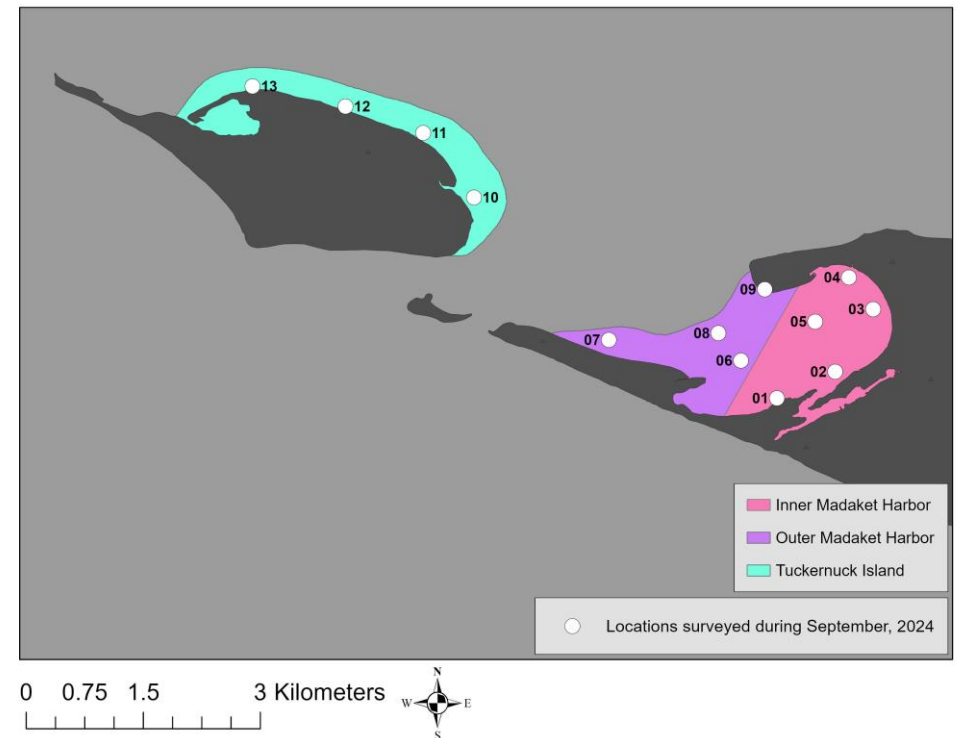 13
12
11
10
09
04
03
05
08
07
06
02
01
Inner Madaket Harbor
Outer Madaket Harbor
Tuckernuck Island
Locations surveyed during September, 2024
0 0.75 1.5 3 Kilometers
N
W E
S